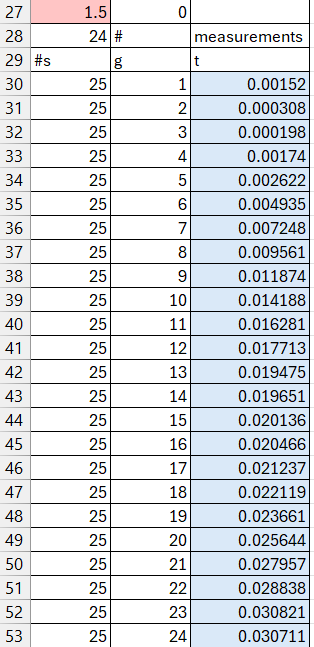 27 1.5 0
28 24 # measurements
29 #s g t
30 25 1 0.00152
31 25 2 0.000308
32 25 3 0.000198
33 25 4 0.00174
34 25 5 0.002622
35 25 6 0.004935
36 25 7 0.007248
37 25 8 0.009561
38 25 9 0.011874
39 25 10 0.014188
40 25 11 0.016281
41 25 12 0.017713
42 25 13 0.019475
43 25 14 0.019651
44 25 15 0.020136
45 25 16 0.020466
46 25 17 0.021237
47 25 18 0.022119
48 25 19 0.023661
49 25 20 0.025644
50 25 21 0.027957
51 25 22 0.028838
52 25 23 0.030821
53 25 24 0.030711